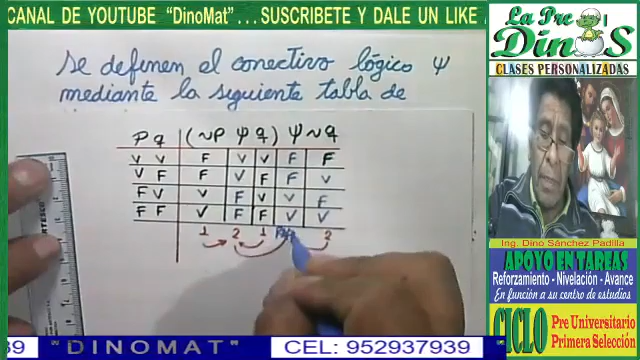 CANAL DE YOUTUBE "DinoMat"... SUSCRIBETE Y DALE UN LIKE A
La Pre
DinoS
CLASES PERSONALIZADAS
se definen el conectivo lógico Ψ
mediante la siguiente tabla de
P q (~P Ψ q) Ψ ~q
V V F V V F F
V F F V F F V
F V V F V V F
F F V F F V V
1 2 1 2
Ing. Dino Sánchez Padilla
APOYO EN TAREAS
Reforzamiento - Nivelación - Avance
En función a su centro de estudios
CICLO
Pre Universitario
Primera Selección
39 "DINOMAT" CEL: 952937939